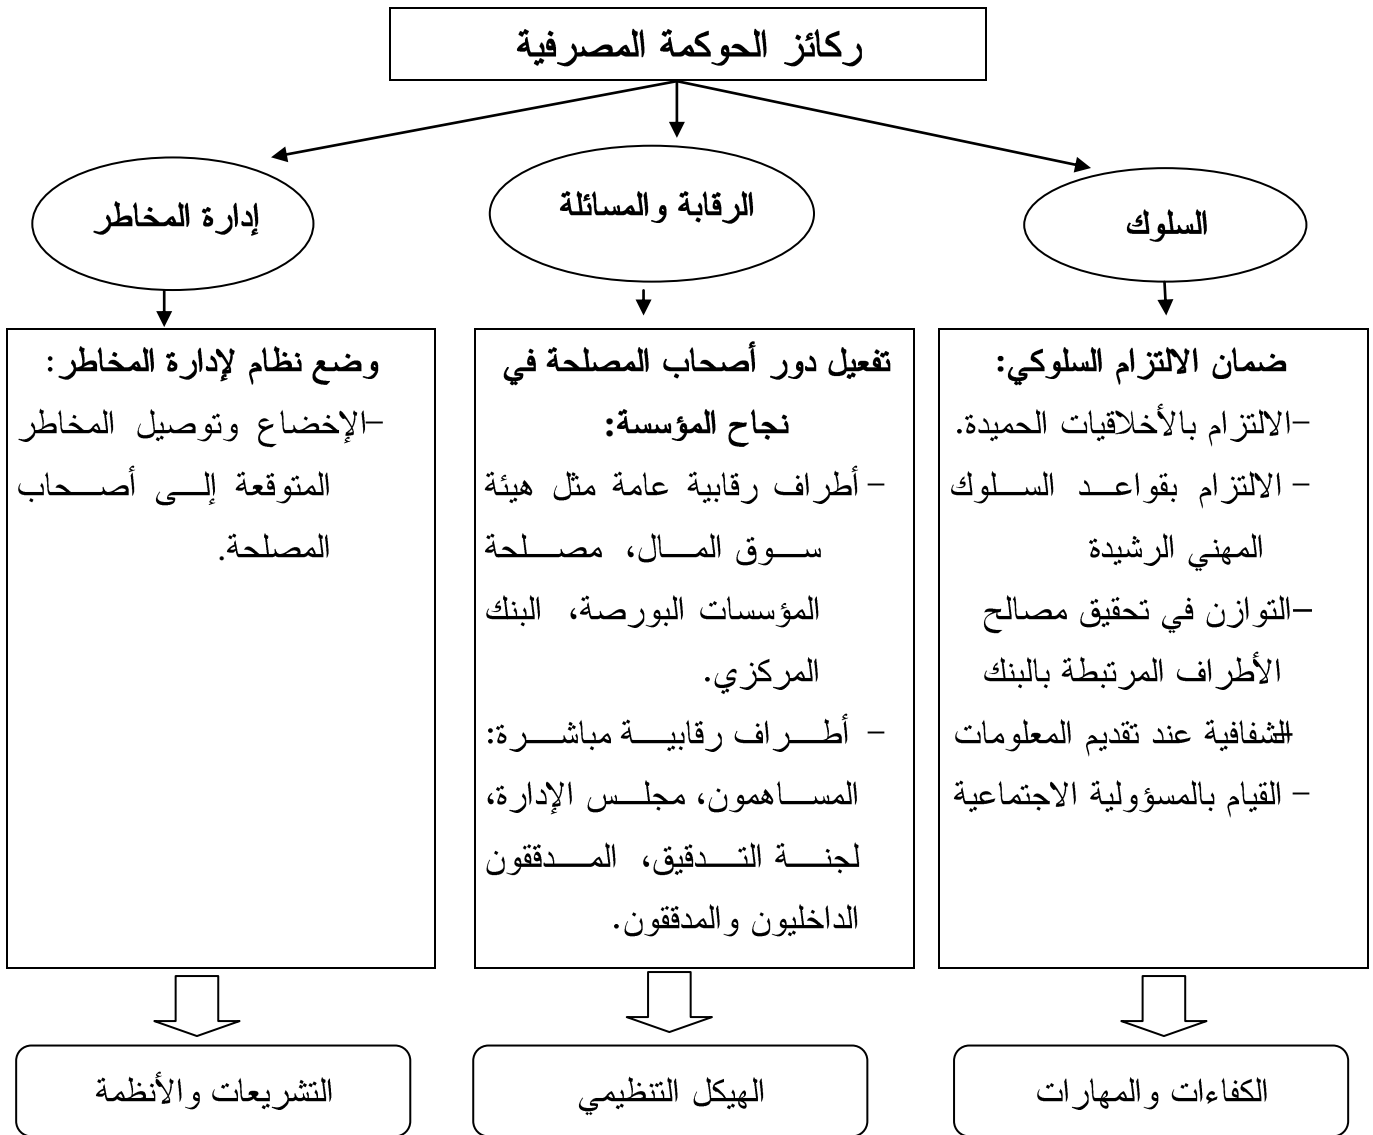 ركائز الحوكمة المصرفية
السلوك
الرقابة والمسائلة
إدارة المخاطر
ضمان الالتزام السلوكي:
–الالتزام بالأخلاقيات الحميدة.
– الالتزام بقواعد السلوك
المهني الرشيدة
–التوازن في تحقيق مصالح
الأطراف المرتبطة بالبنك
–الشفافية عند تقديم المعلومات
– القيام بالمسؤولية الاجتماعية
تفعيل دور أصحاب المصلحة في
نجاح المؤسسة:
– أطراف رقابية عامة مثل هيئة
سوق المال، مصلحة
المؤسسات البورصة، البنك
المركزي.
– أطراف رقابية مباشرة:
المساهمون، مجلس الإدارة،
لجنة التدقيق، المدققون
الداخليون والمدققون.
وضع نظام لإدارة المخاطر:
–الإخضاع وتوصيل المخاطر
المتوقعة إلى أصحاب
المصلحة.
الكفاءات والمهارات
الهيكل التنظيمي
التشريعات والأنظمة